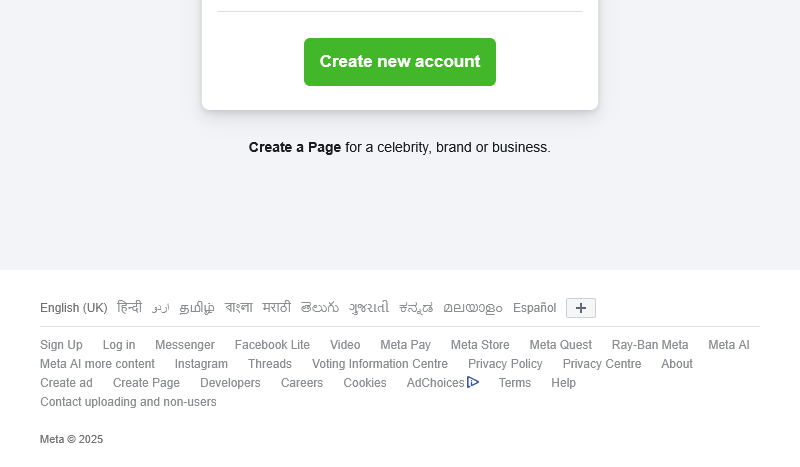 Create new account
Create a Page for a celebrity, brand or business.
English (UK) हिन्दी اردو தமிழ் বাংলা मराठी తెలుగు ગુજરાતી ಕನ್ನಡ മലയാളം Español
Sign Up Log in Messenger Facebook Lite Video Meta Pay Meta Store Meta Quest Ray-Ban Meta Meta AI
Meta AI more content Instagram Threads Voting Information Centre Privacy Policy Privacy Centre About
Create ad Create Page Developers Careers Cookies AdChoices Terms Help
Contact uploading and non-users
Meta © 2025